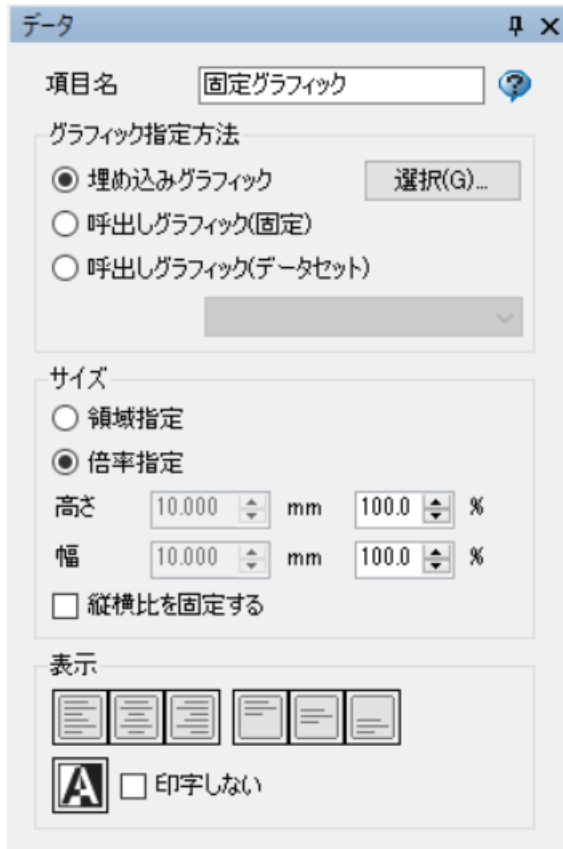 データ
項目名 固定グラフィック
グラフィック指定方法
埋め込みグラフィック 選択(G)...
呼出しグラフィック(固定)
呼出しグラフィック(データセット)
サイズ
領域指定
倍率指定
高さ 10.000 mm 100.0 %
幅 10.000 mm 100.0 %
縦横比を固定する
表示
A 印字しない